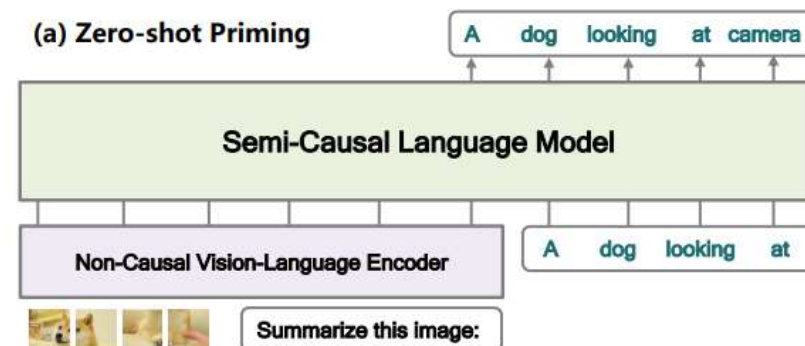 (a) Zero-shot Priming
A dog looking at camera
Semi-Causal Language Model
Non-Causal Vision-Language Encoder
A dog looking at
Summarize this image: